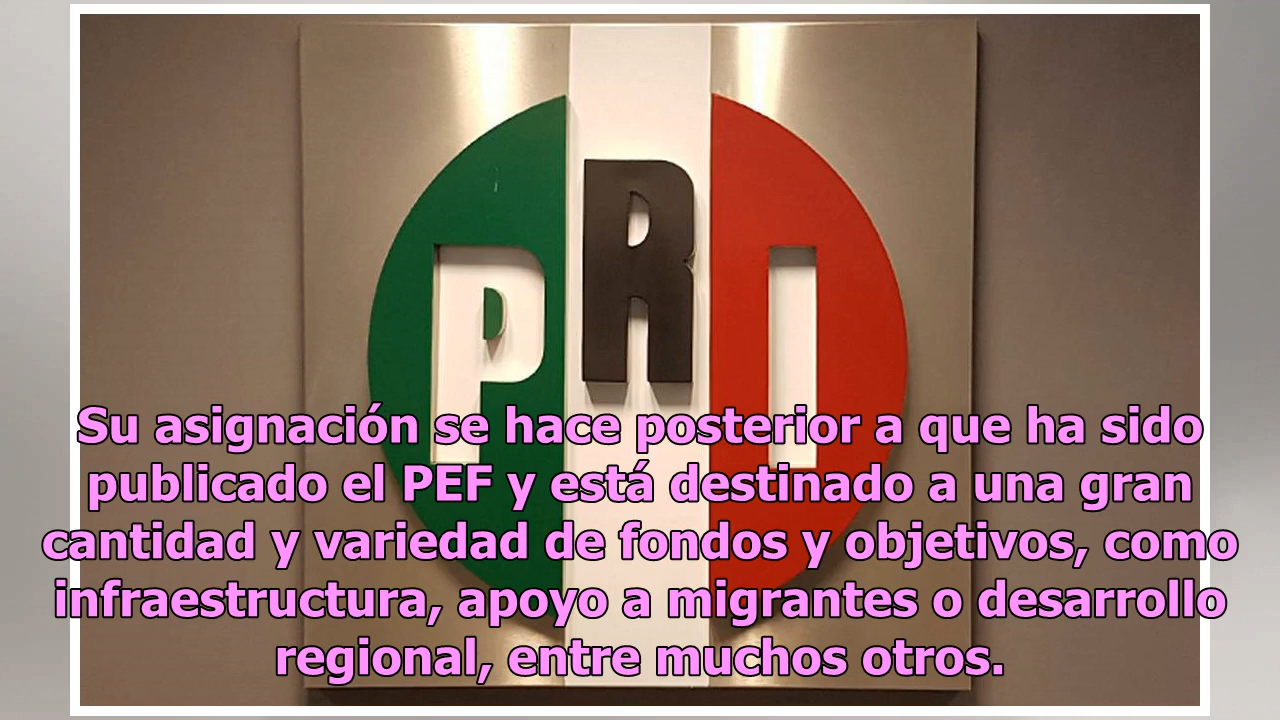 PRI
Su asignación se hace posterior a que ha sido
publicado el PEF y está destinado a una gran
cantidad y variedad de fondos y objetivos, como
infraestructura, apoyo a migrantes o desarrollo
regional, entre muchos otros.